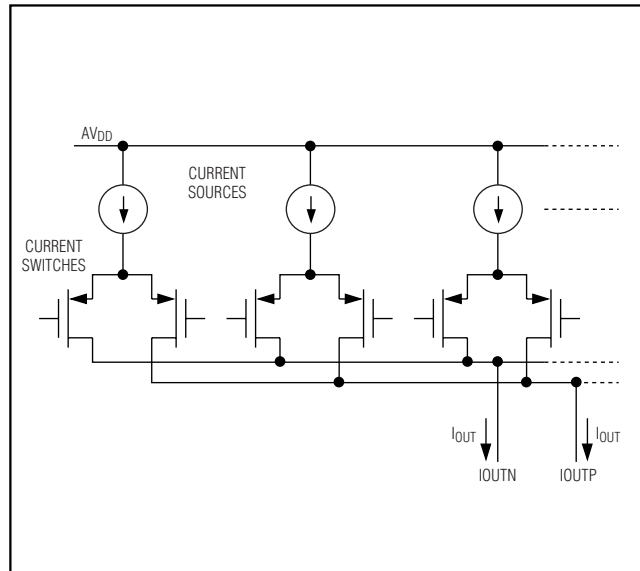 AVDD
CURRENT
SOURCES
CURRENT
SWITCHES
IOUT
IOUT
IOUTN
IOUTP